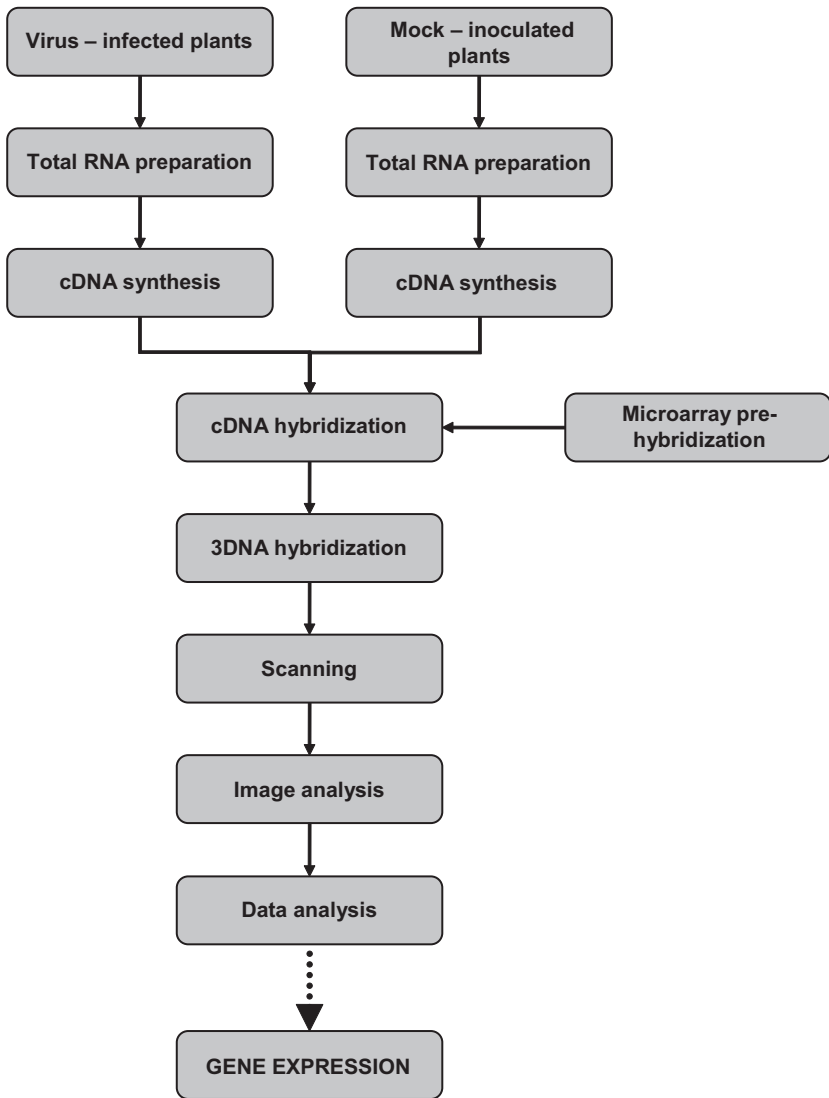 Virus – infected plants
Mock – inoculated
plants
Total RNA preparation
Total RNA preparation
cDNA synthesis
cDNA synthesis
cDNA hybridization
Microarray pre-
hybridization
3DNA hybridization
Scanning
Image analysis
Data analysis
GENE EXPRESSION